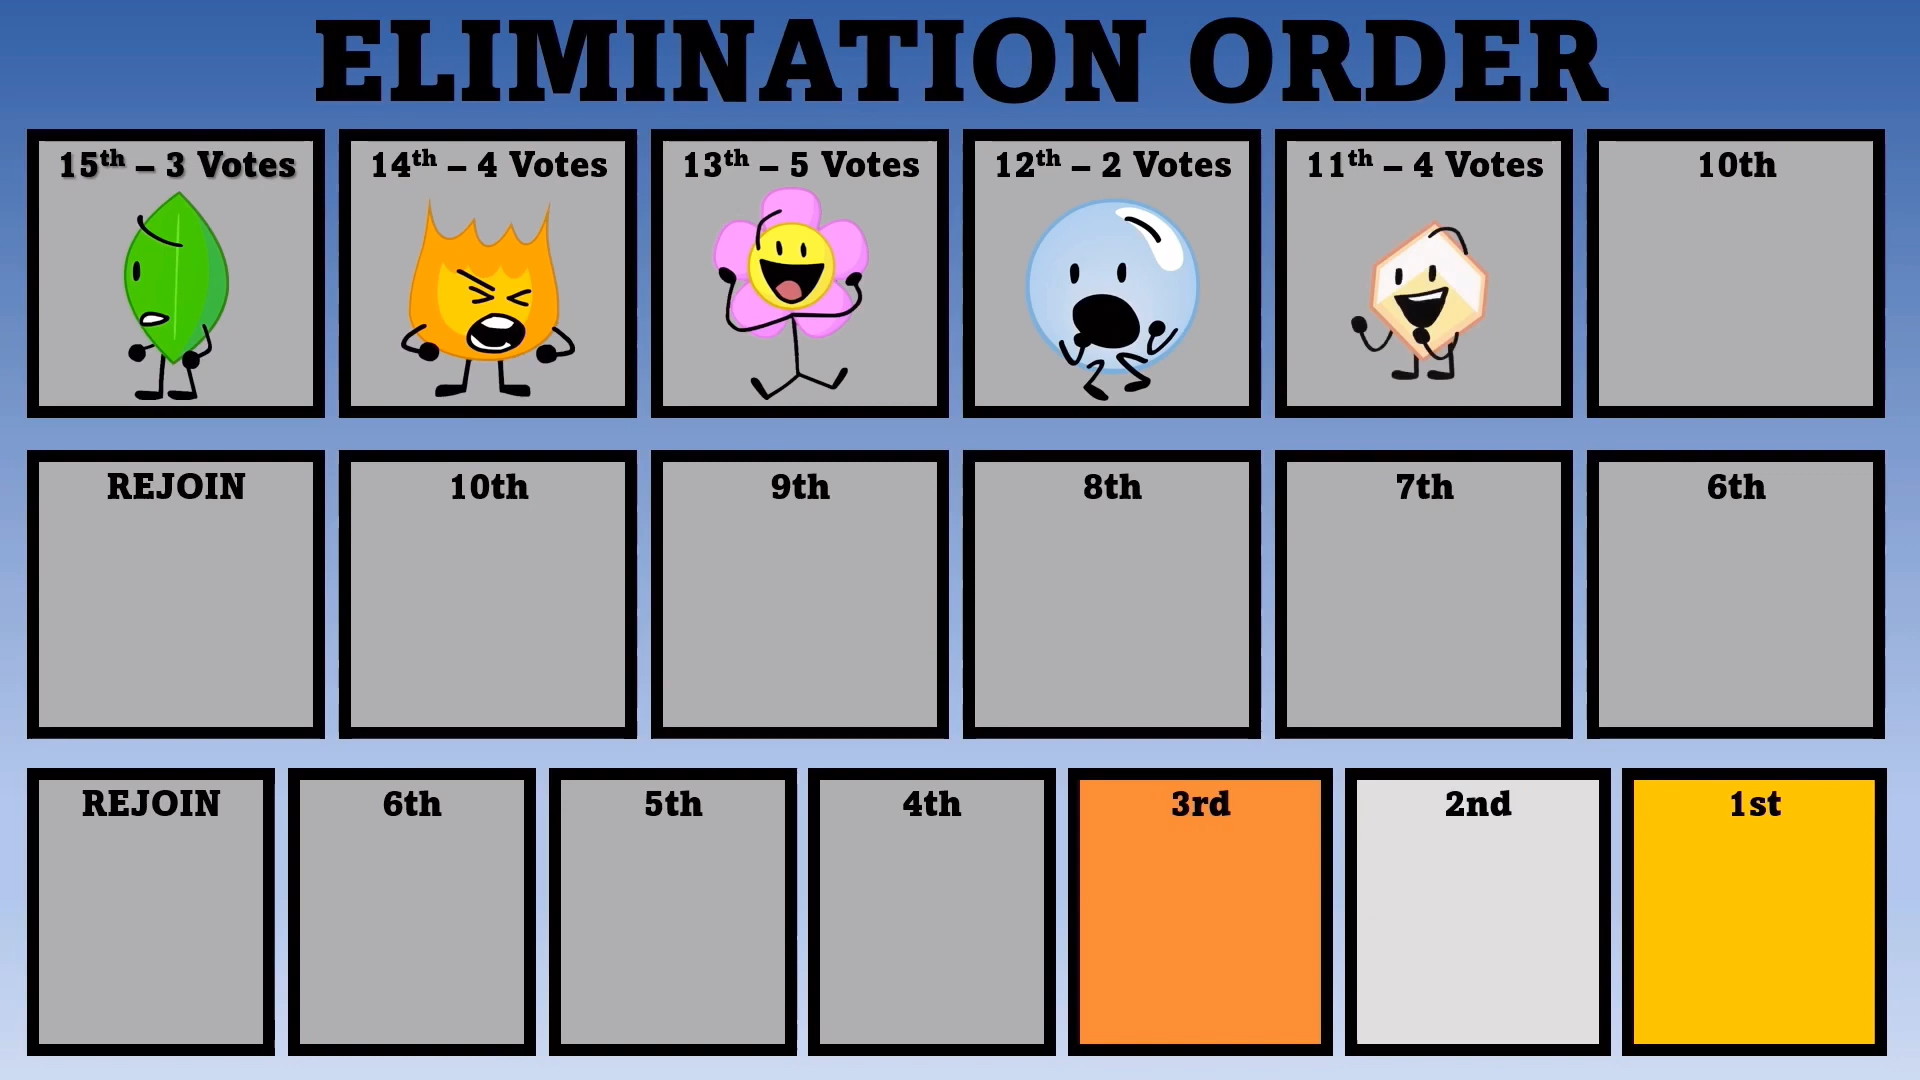 ELIMINATION ORDER
15th – 3 Votes
14th – 4 Votes
13th – 5 Votes
12th – 2 Votes
11th – 4 Votes
10th
REJOIN
10th
9th
8th
7th
6th
REJOIN
6th
5th
4th
3rd
2nd
1st